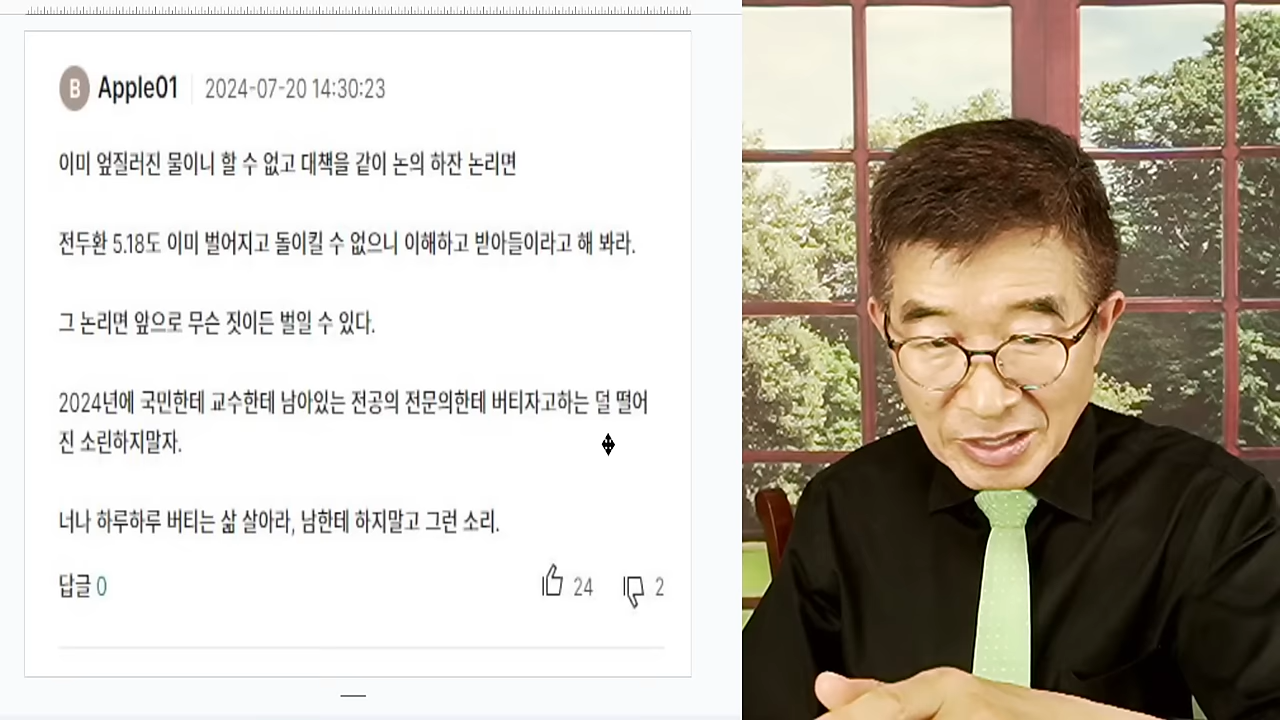 B Apple01 2024-07-20 14:30:23
이미 엎질러진 물이니 할 수 없고 대책을 같이 논의 하잔 논리면
전두환 5.18도 이미 벌어지고 돌이킬 수 없으니 이해하고 받아들이라고 해 봐라.
그 논리면 앞으로 무슨 짓이든 벌일 수 있다.
2024년에 국민한테 교수한테 남아있는 전공의 전문의한테 버티자고하는 덜 떨어
진 소린하지말자.
너나 하루하루 버티는 삶 살아라, 남한테 하지말고 그런 소리.
답글 0 24 2